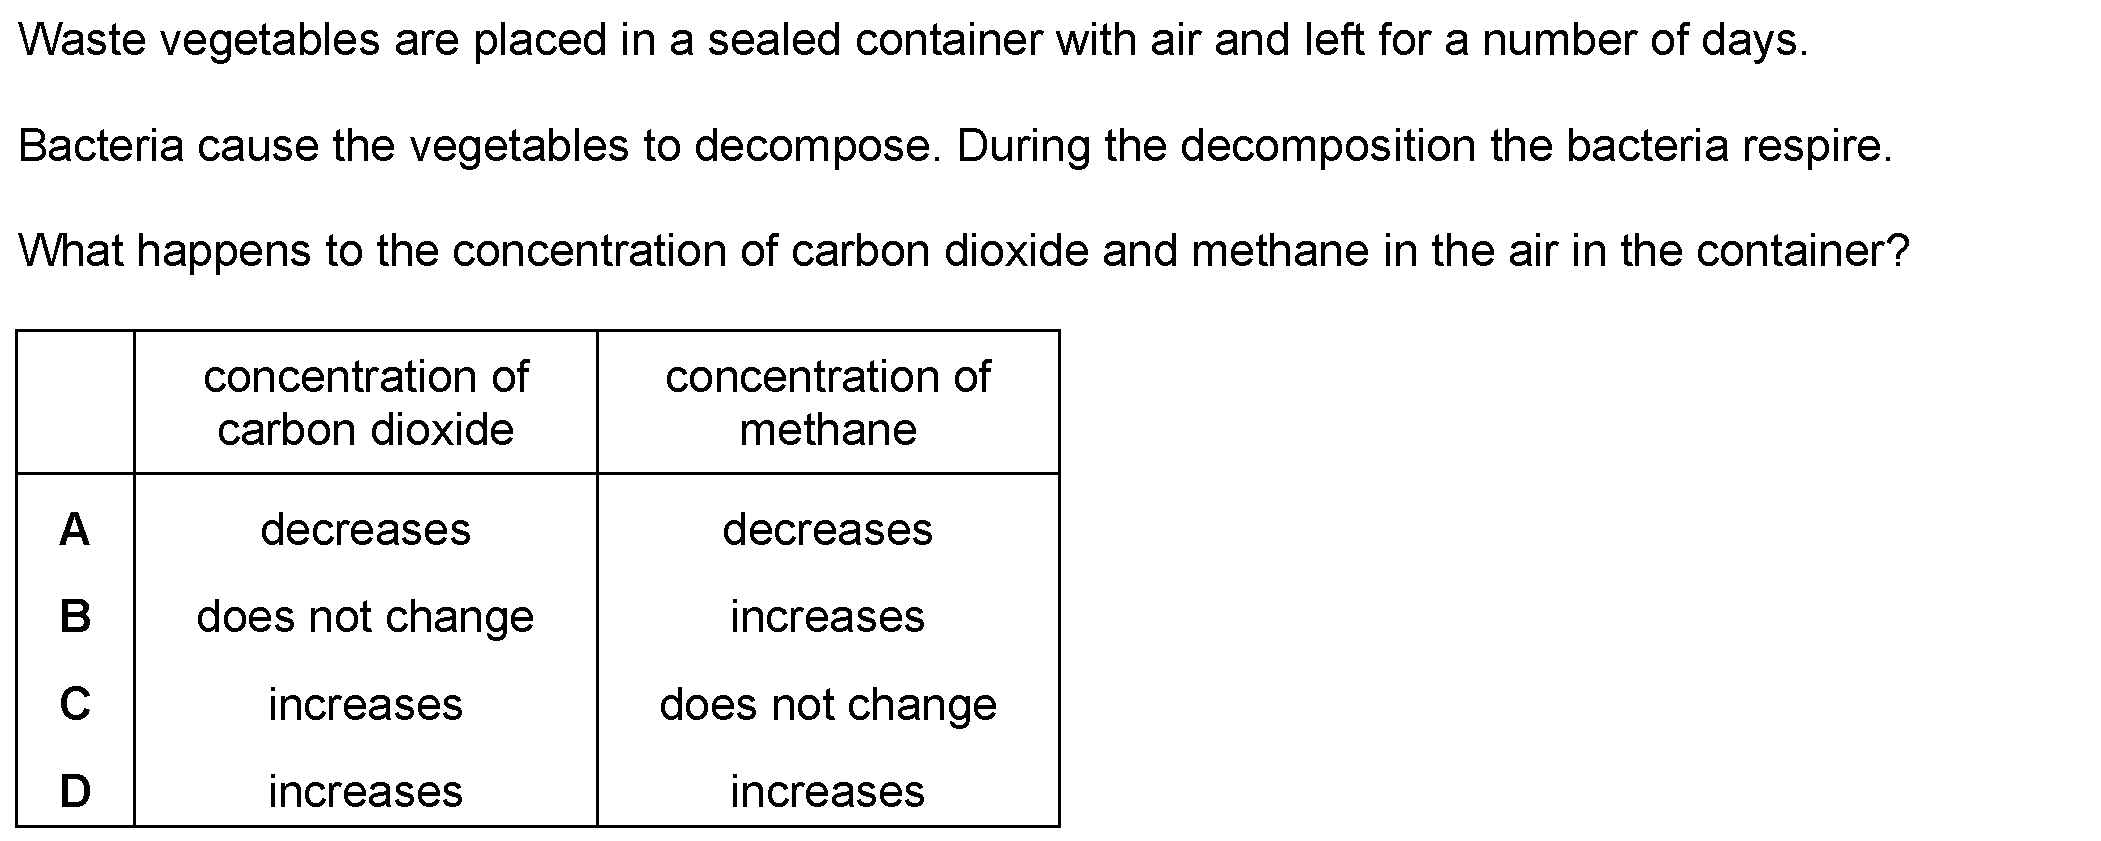 Waste vegetables are placed in a sealed container with air and left for a number of days.
Bacteria cause the vegetables to decompose. During the decomposition the bacteria respire.
What happens to the concentration of carbon dioxide and methane in the air in the container?
concentration of carbon dioxide concentration of methane
A decreases decreases
B does not change increases
C increases does not change
D increases increases